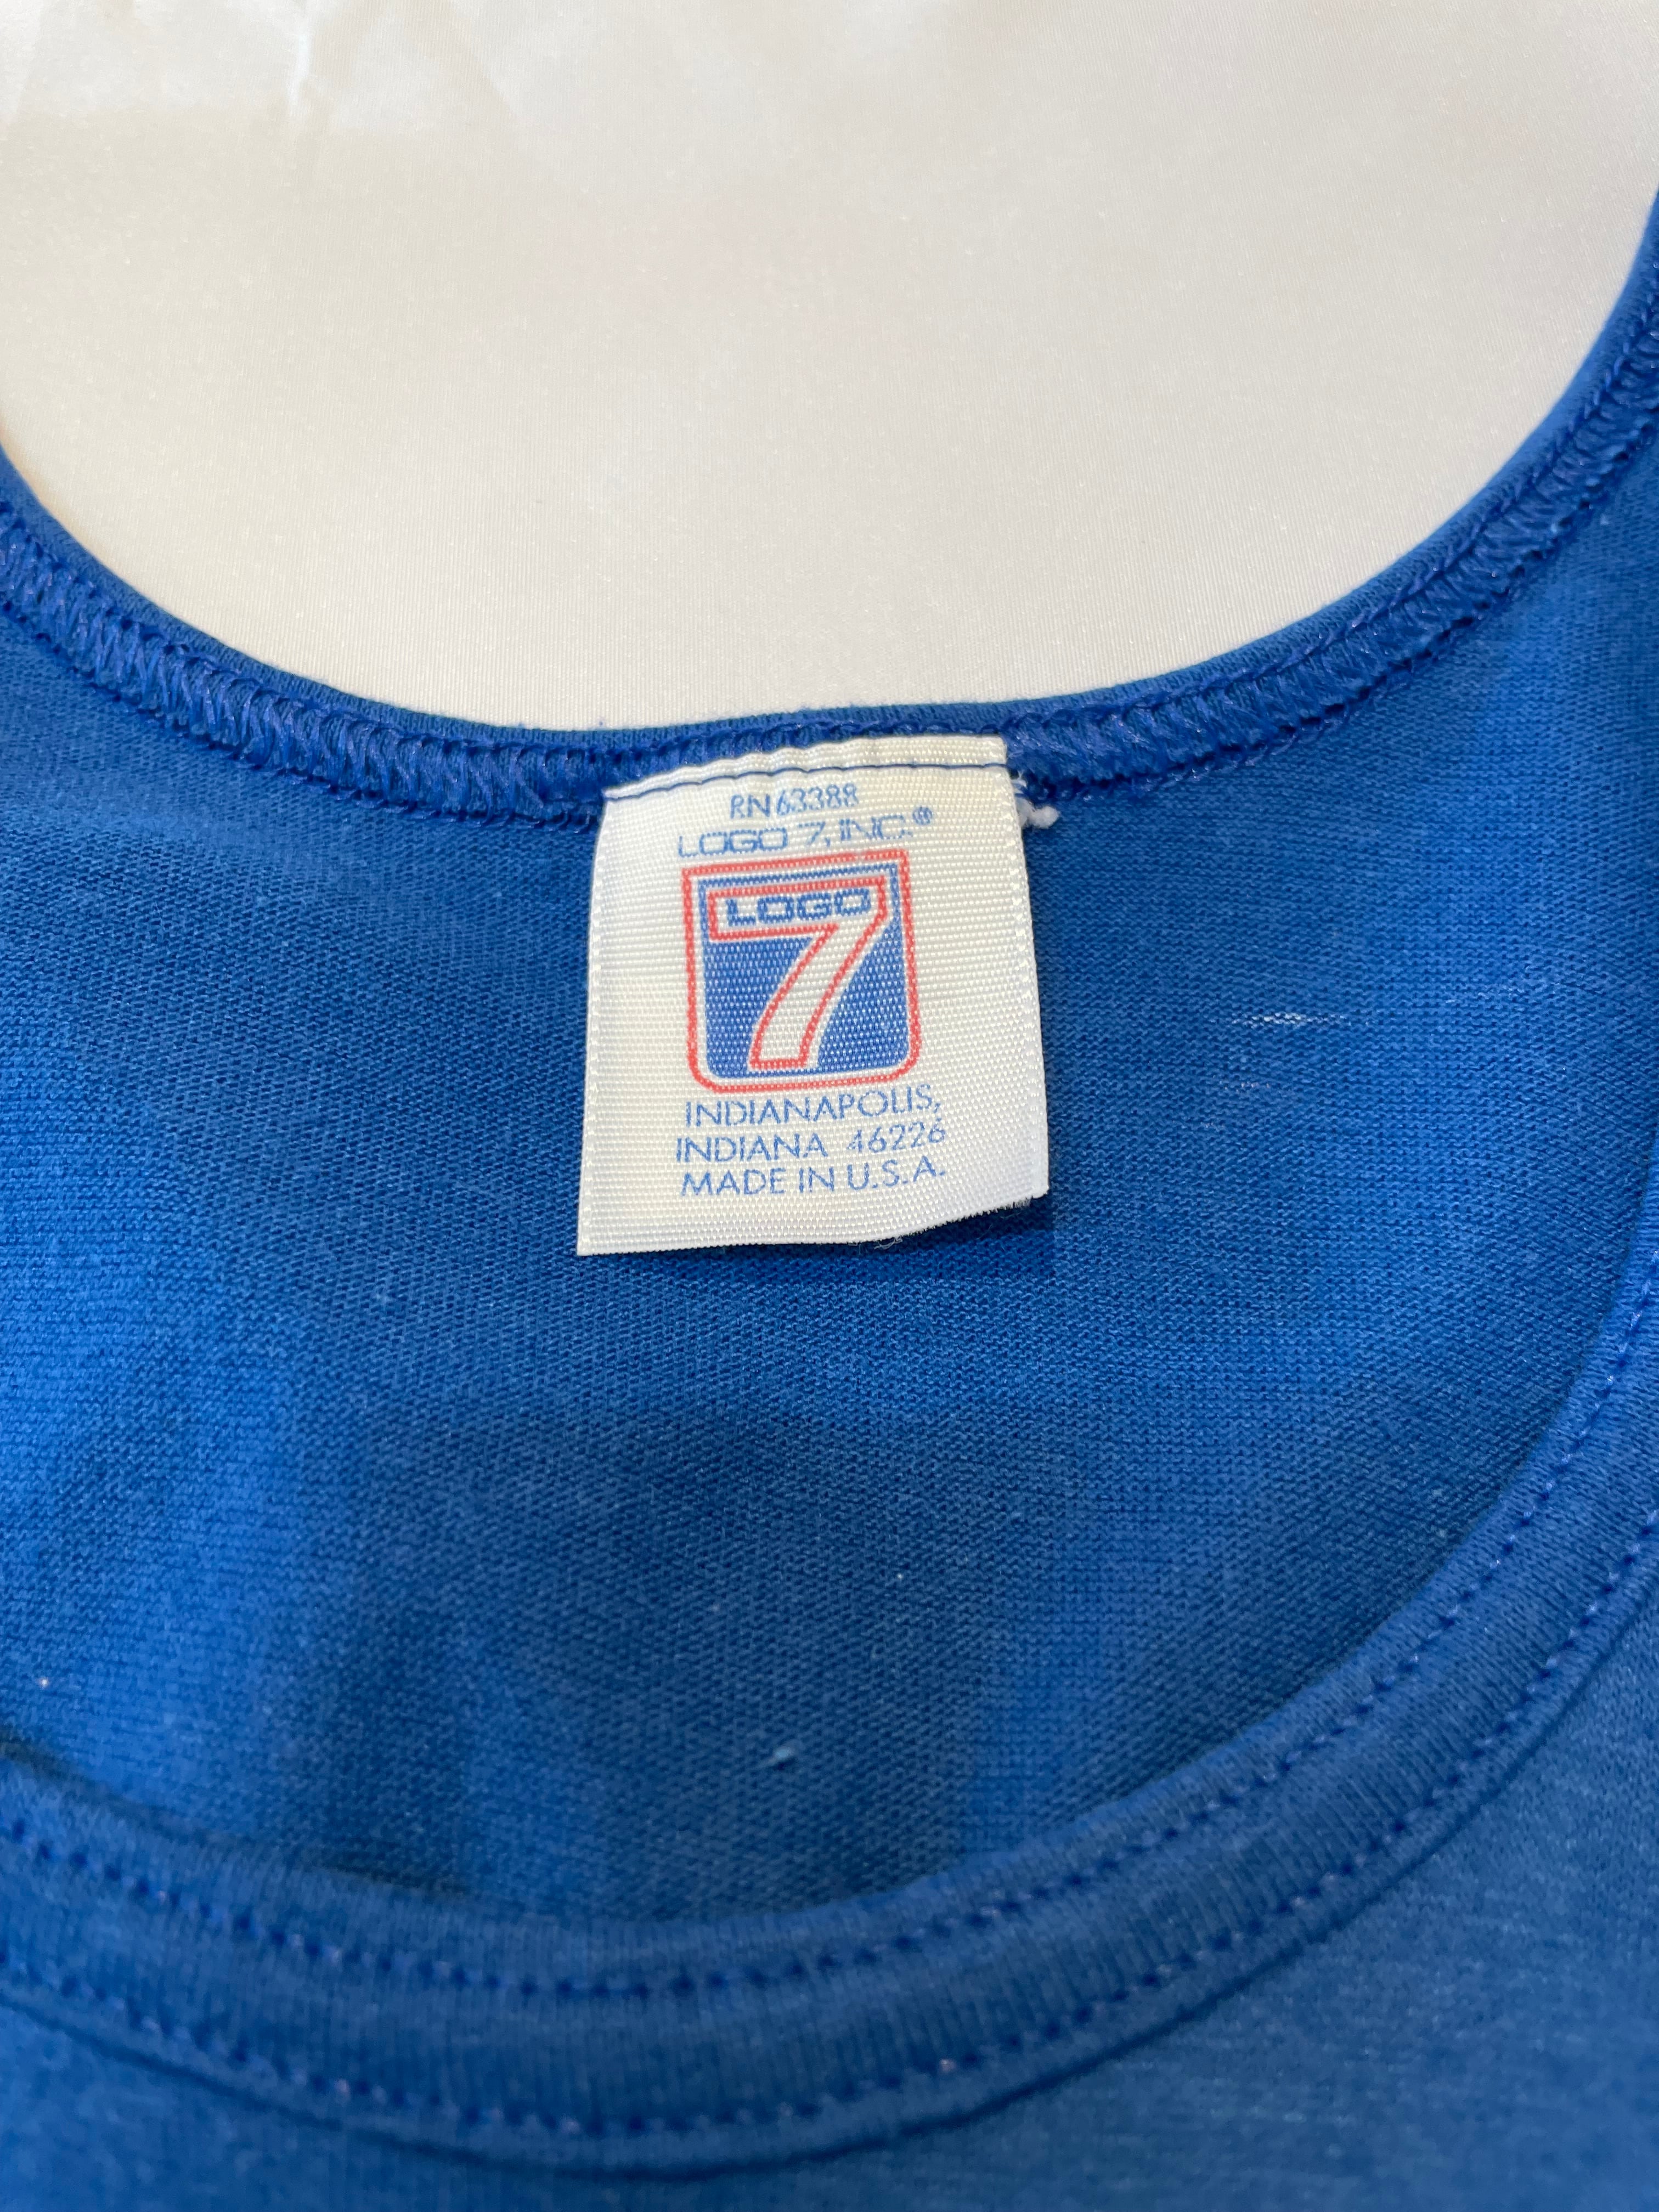 RN 63388
LOGO 7, INC.®
LOGO
7
INDIANAPOLIS,
INDIANA 46226
MADE IN U.S.A.